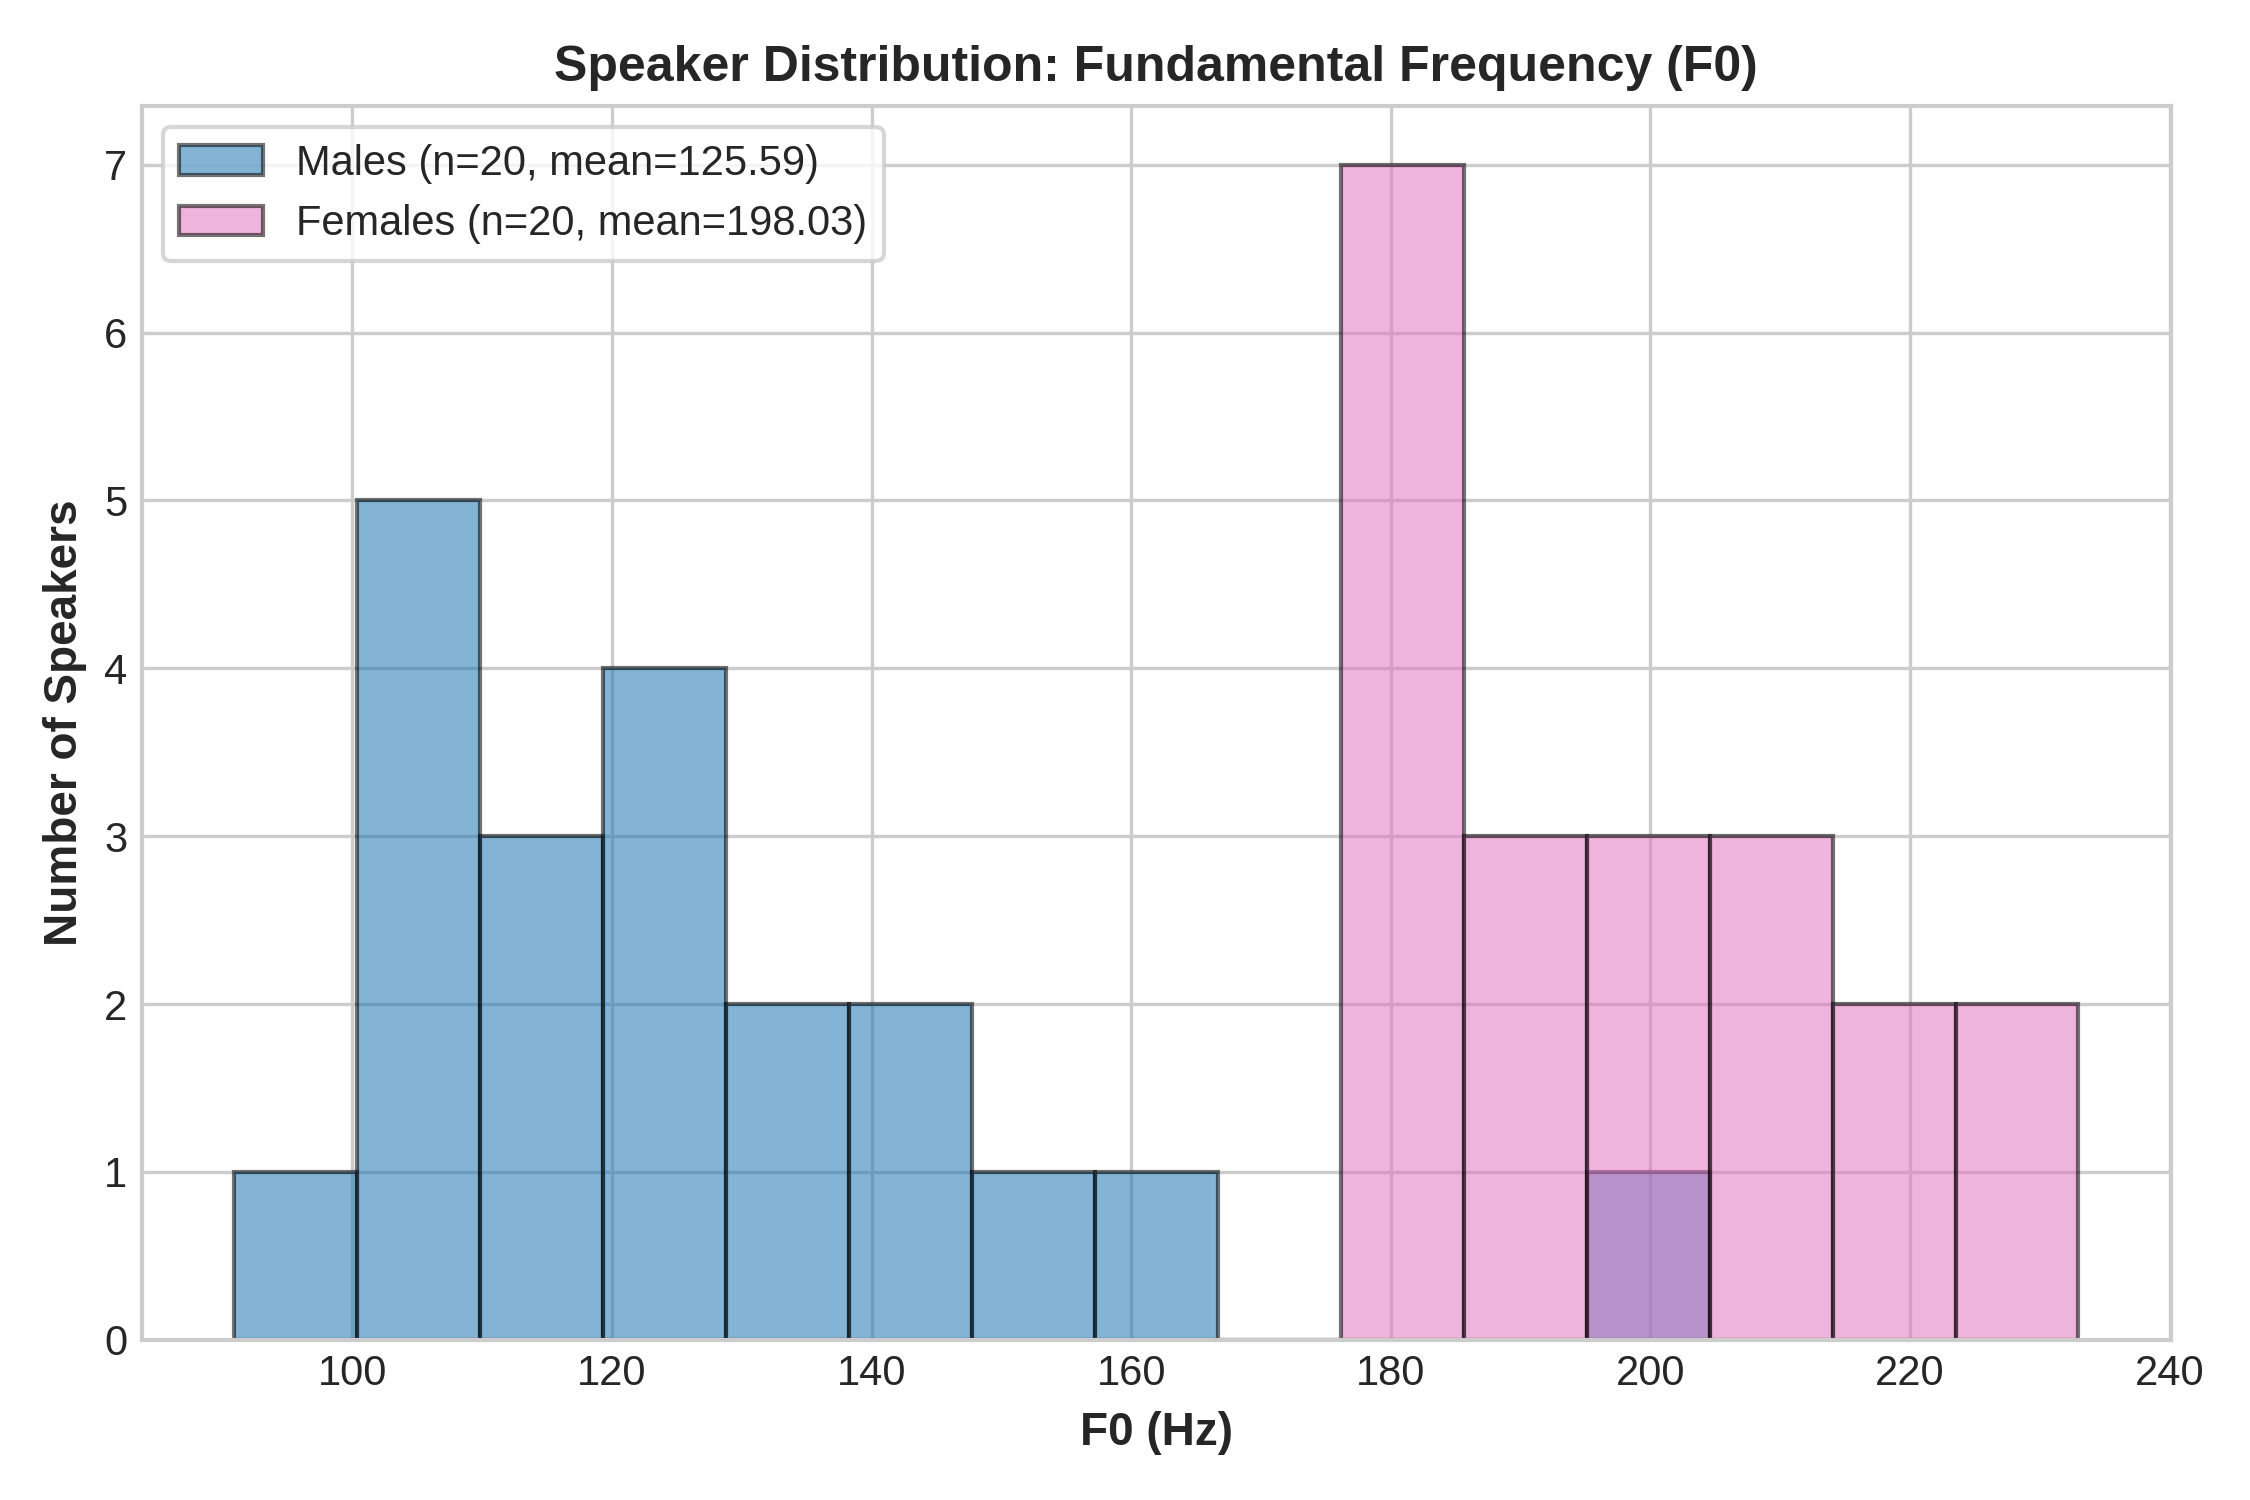 Speaker Distribution: Fundamental Frequency (F0)
Males (n=20, mean=125.59)
Females (n=20, mean=198.03)
7
6
5
4
3
2
1
0
Number of Speakers
100 120 140 160 180 200 220 240
F0 (Hz)